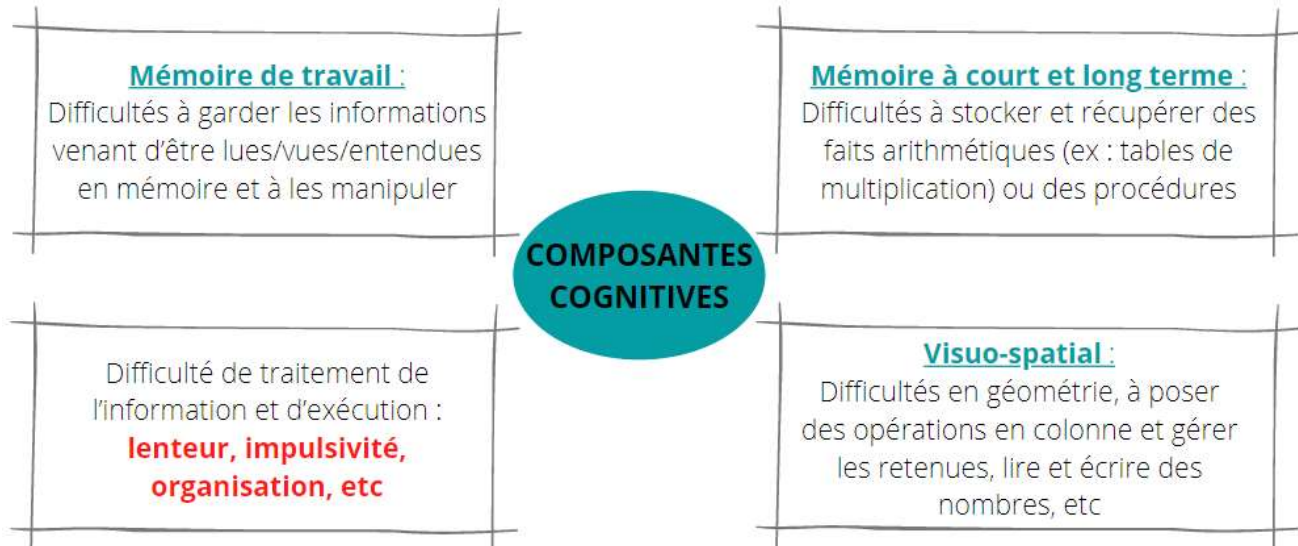 Mémoire de travail :
Difficultés à garder les informations
venant d'être lues/vues/entendues
en mémoire et à les manipuler
Mémoire à court et long terme :
Difficultés à stocker et récupérer des
faits arithmétiques (ex : tables de
multiplication) ou des procédures
COMPOSANTES
COGNITIVES
Difficulté de traitement de
l'information et d'exécution :
lenteur, impulsivité,
organisation, etc
Visuo-spatial :
Difficultés en géométrie, à poser
des opérations en colonne et gérer
les retenues, lire et écrire des
nombres, etc